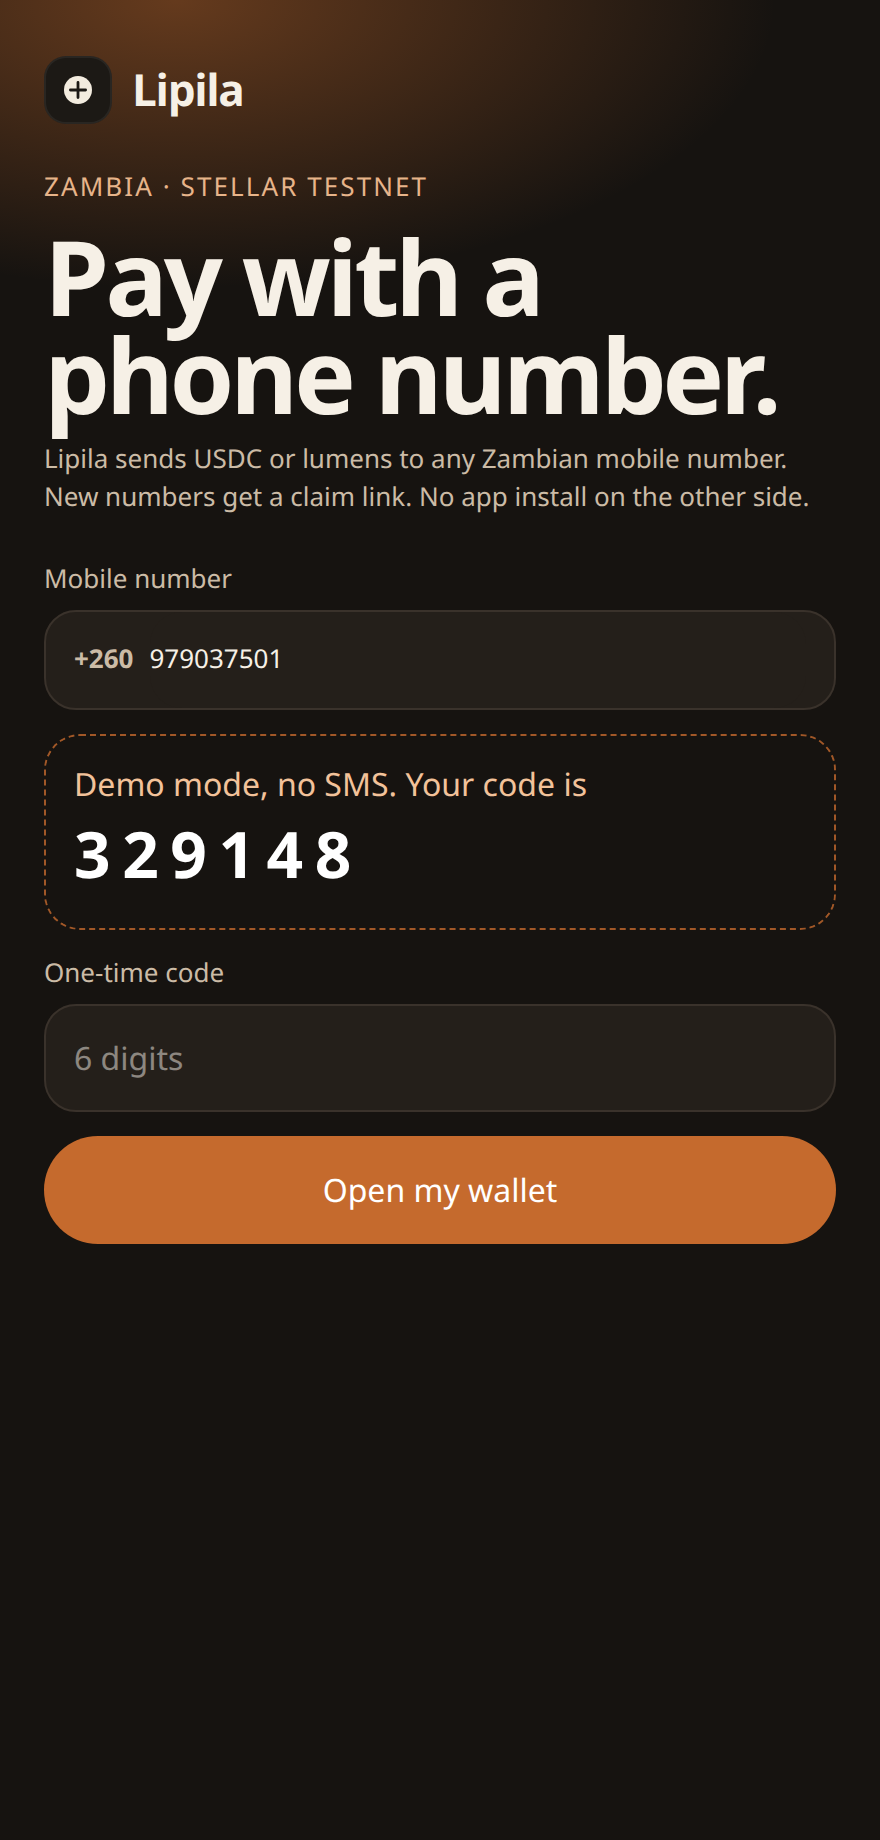 Lipila
ZAMBIA · STELLAR TESTNET
Pay with a
phone number.
Lipila sends USDC or lumens to any Zambian mobile number.
New numbers get a claim link. No app install on the other side.
Mobile number
+260 979037501
Demo mode, no SMS. Your code is
329148
One-time code
6 digits
Open my wallet